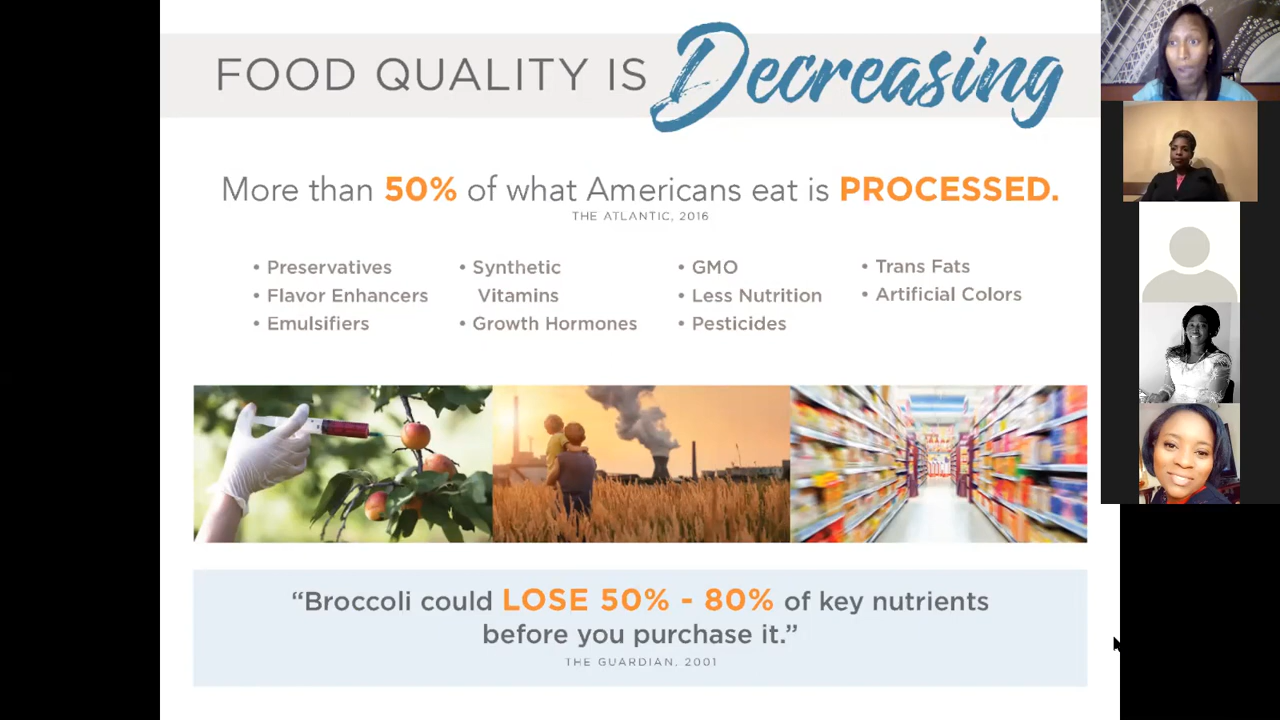 FOOD QUALITY IS Decreasing
More than 50% of what Americans eat is PROCESSED.
THE ATLANTIC, 2016
• Preservatives
• Flavor Enhancers
• Emulsifiers
• Synthetic
Vitamins
• Growth Hormones
• GMO
• Less Nutrition
• Pesticides
• Trans Fats
• Artificial Colors
“Broccoli could LOSE 50% - 80% of key nutrients
before you purchase it.”
THE GUARDIAN, 2001